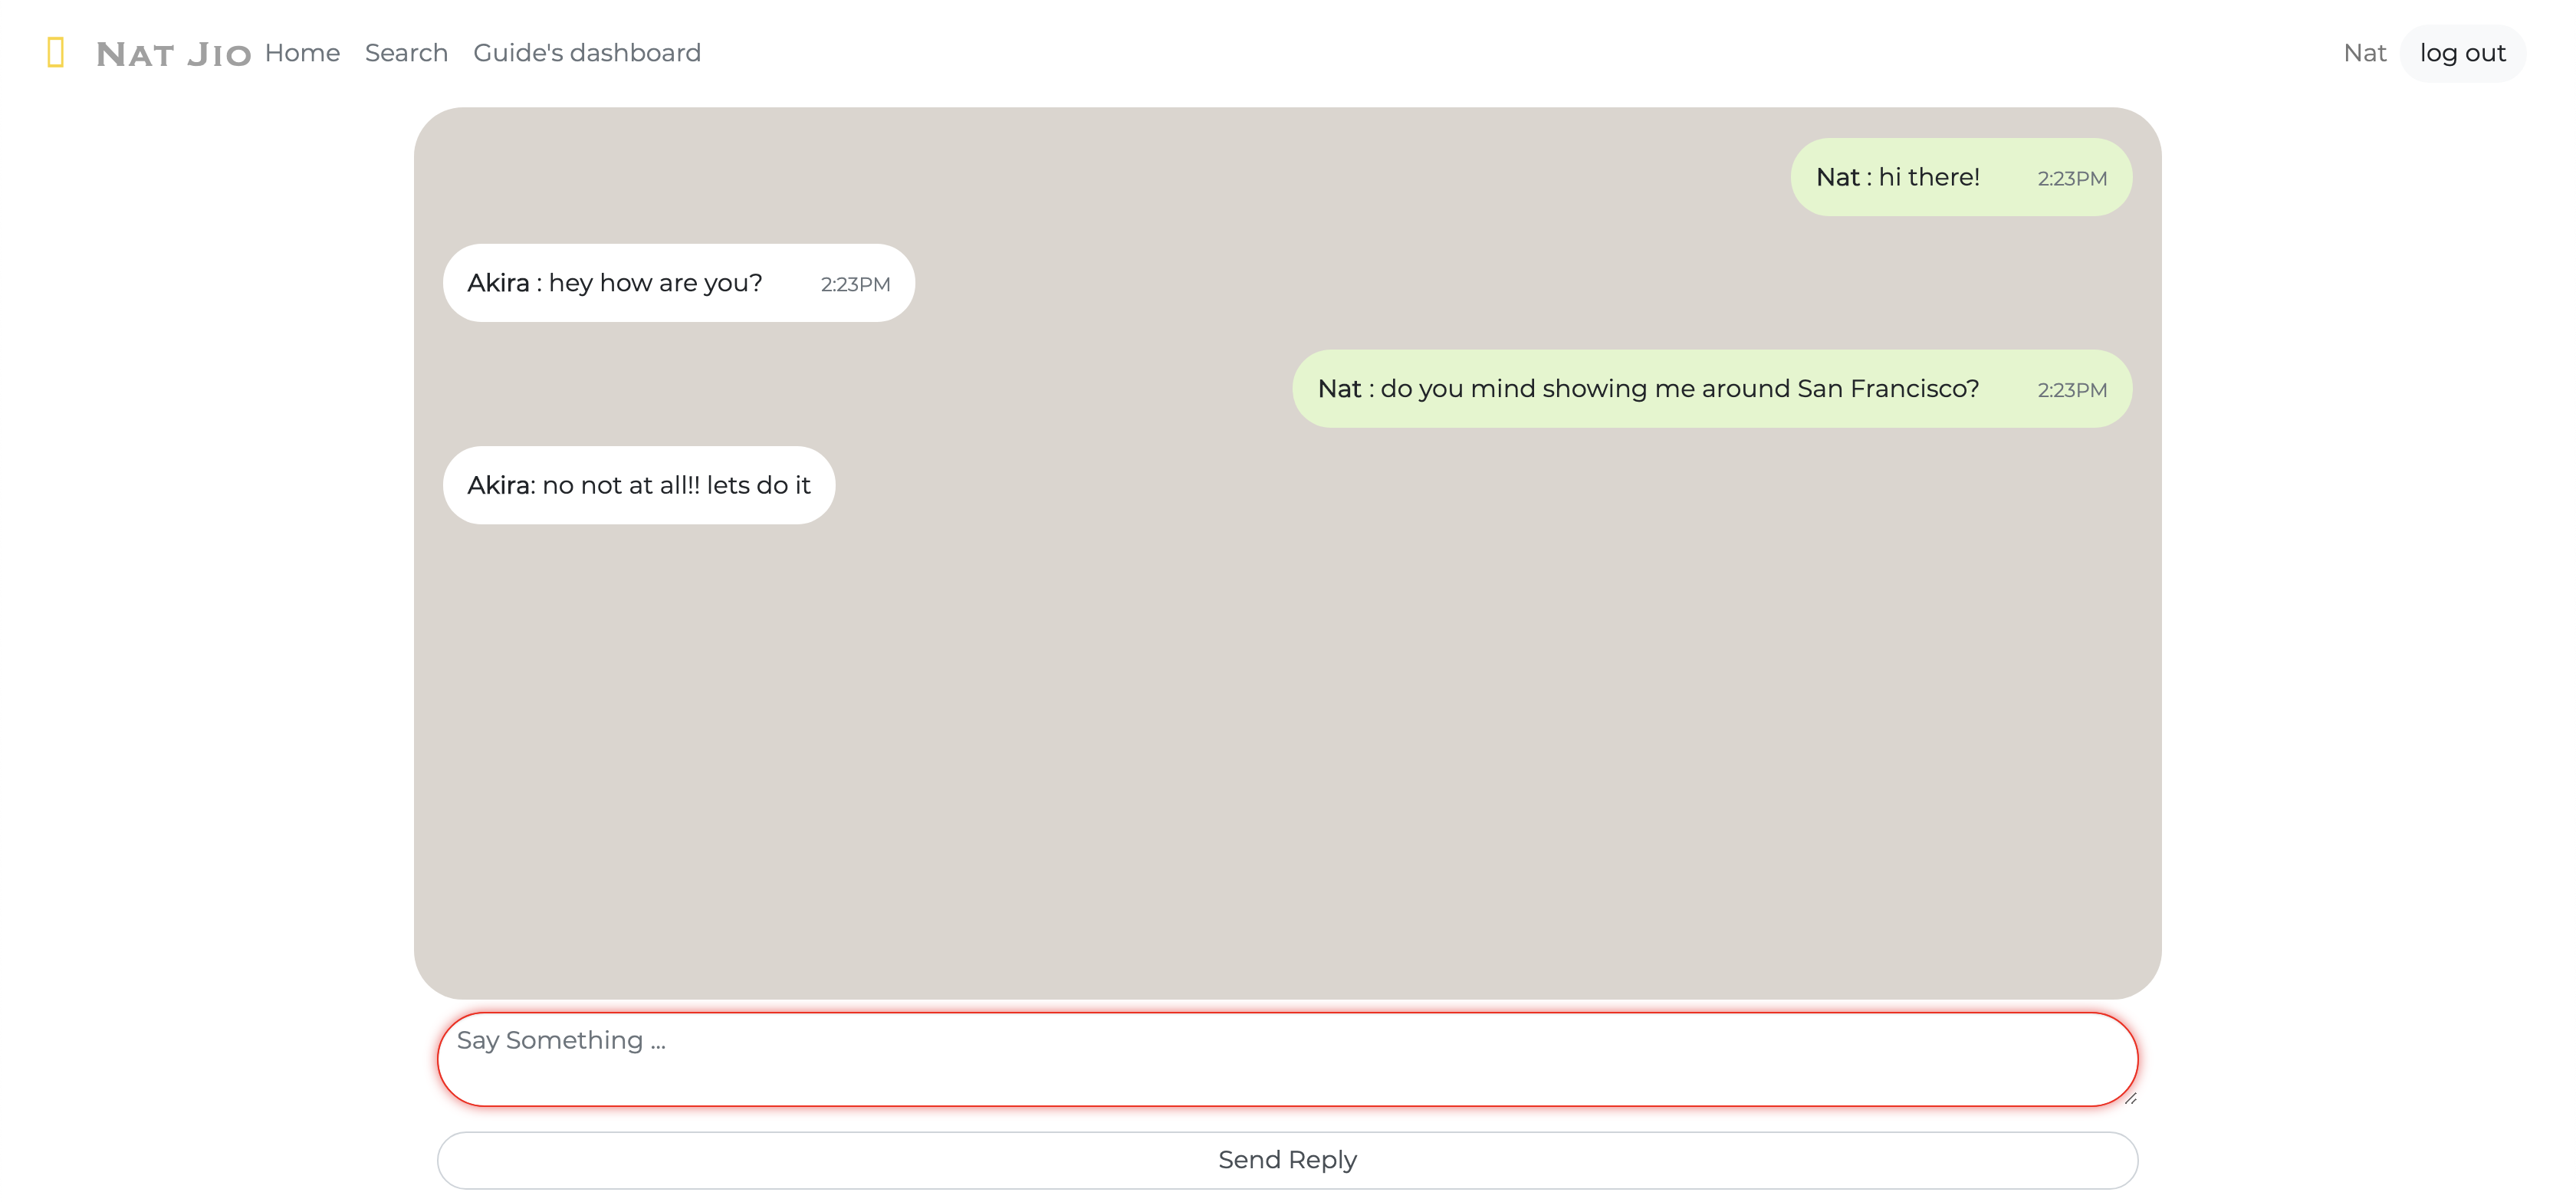 Nat Jio Home Search Guide's dashboard Nat log out
Nat : hi there! 2:23PM
Akira : hey how are you? 2:23PM
Nat : do you mind showing me around San Francisco? 2:23PM
Akira: no not at all!! lets do it
Say Something ...
Send Reply